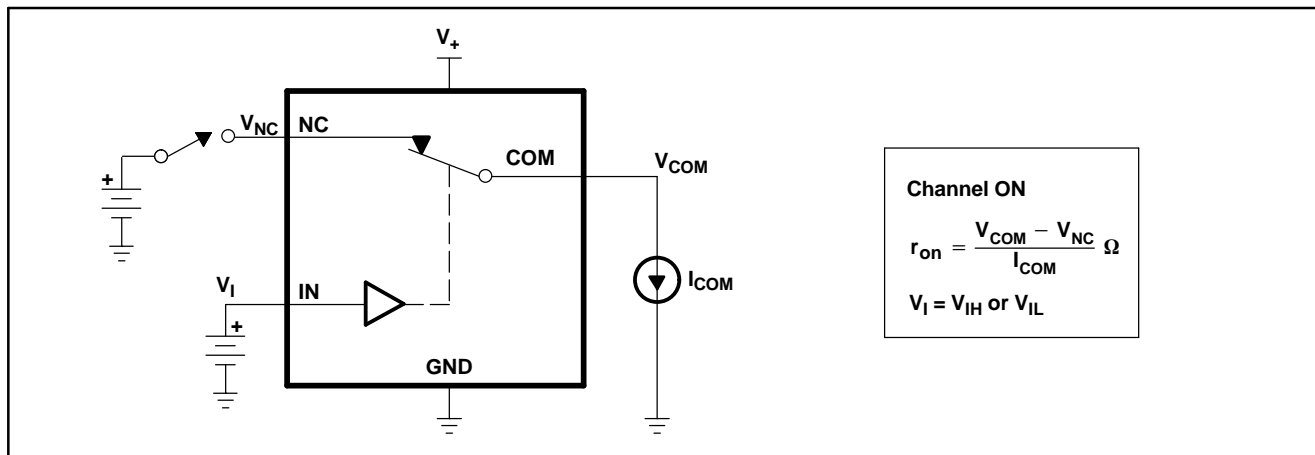 V+
VNC NC
COM VCOM
+
VI IN
+
ICOM
GND
Channel ON
ron = VCOM − VNC / ICOM Ω
VI = VIH or VIL